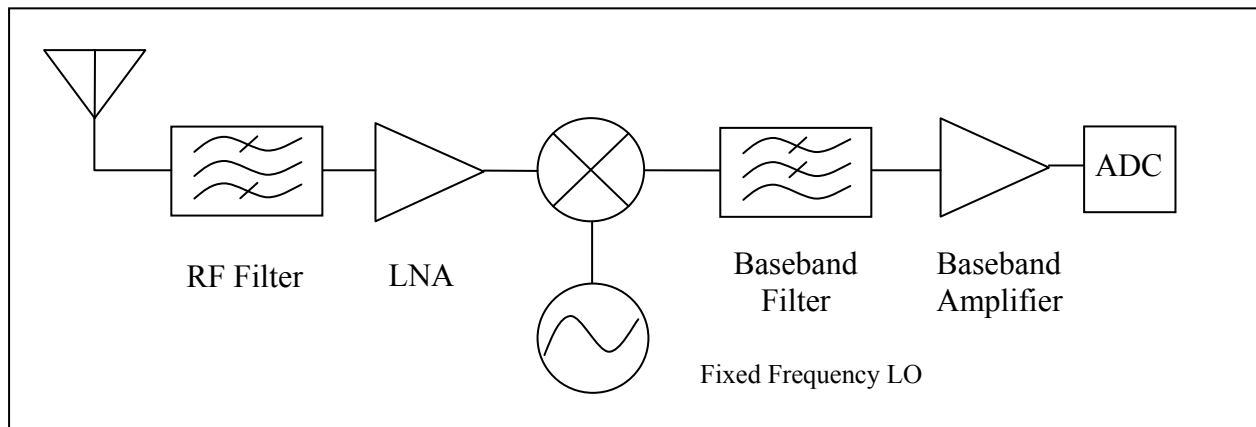 ADC
RF Filter
LNA
Baseband
Filter
Baseband
Amplifier
Fixed Frequency LO